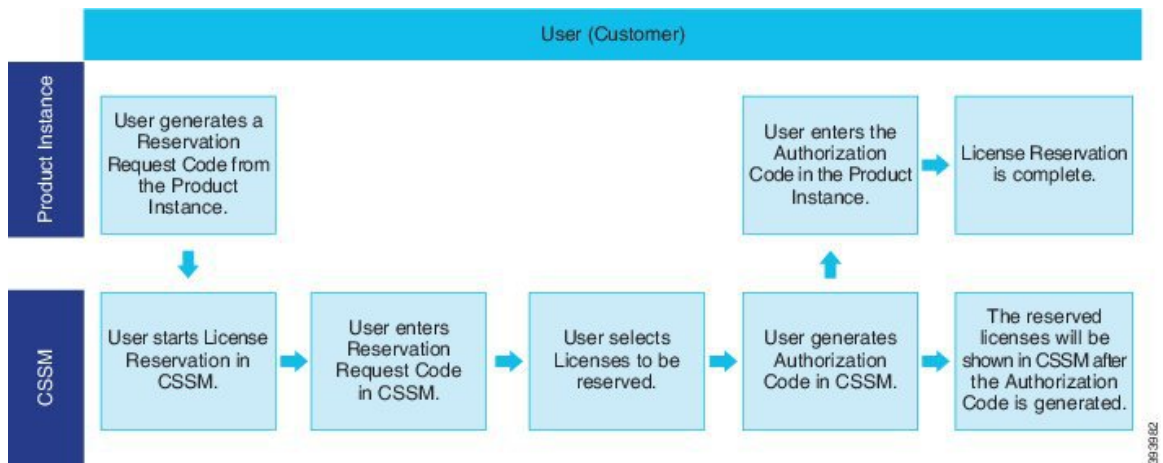 User (Customer)
Product Instance
User generates a
Reservation
Request Code from
the Product
Instance.
User enters the
Authorization
Code in the Product
Instance.
License Reservation
is complete.
CSSM
User starts License
Reservation in
CSSM.
User enters
Reservation
Request Code
in CSSM.
User selects
Licenses to be
reserved.
User generates
Authorization
Code in CSSM.
The reserved
licenses will be
shown in CSSM after
the Authorization
Code is generated.
393982